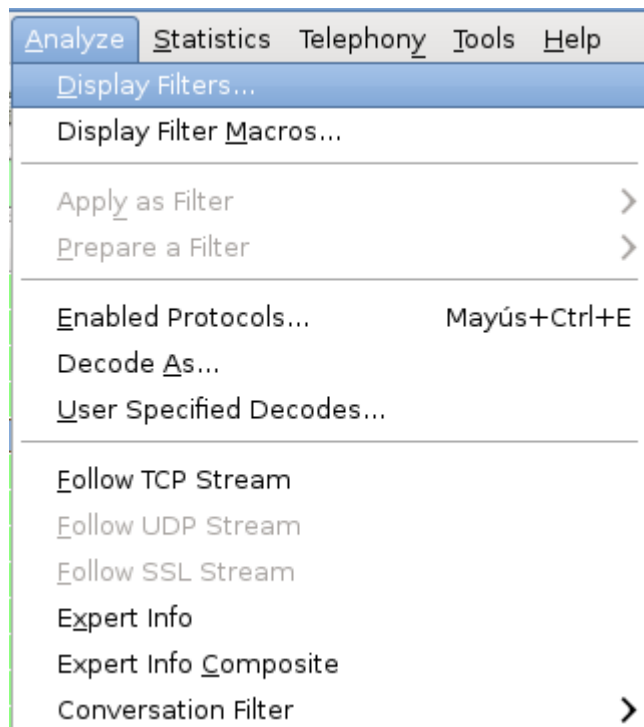 Analyze Statistics Telephony Tools Help
Display Filters...
Display Filter Macros...
Apply as Filter
Prepare a Filter
Enabled Protocols... Mayús+Ctrl+E
Decode As...
User Specified Decodes...
Follow TCP Stream
Follow UDP Stream
Follow SSL Stream
Expert Info
Expert Info Composite
Conversation Filter